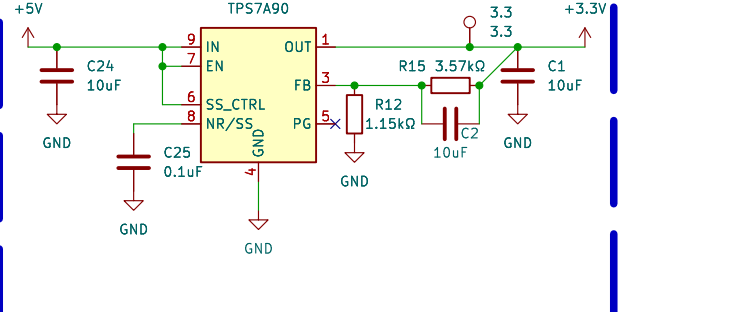 +5V
TPS7A90
3.3
+3.3V
3.3
9 IN
OUT 1
C24
10uF
7 EN
R15 3.57kΩ
C1
10uF
FB 3
6 SS_CTRL
R12
1.15kΩ
8 NR/SS
PG 5
C2
10uF
GND
GND
GND
C25
0.1uF
4
GND
GND
GND